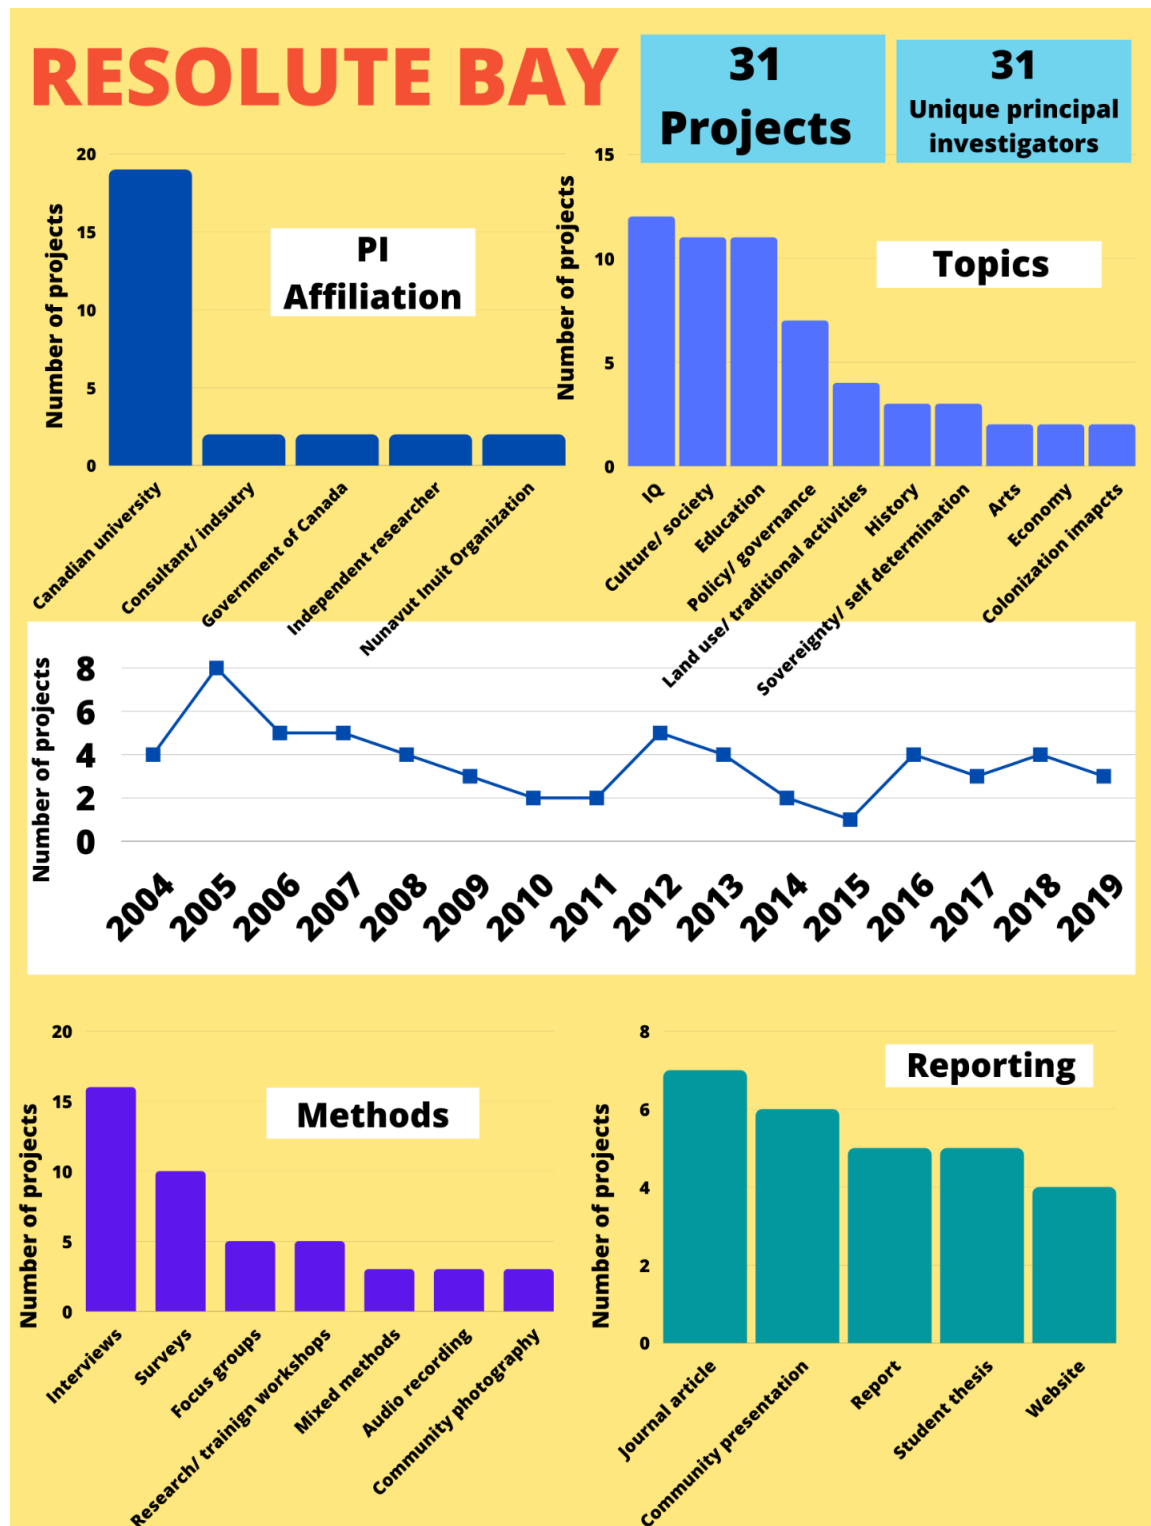 RESOLUTE BAY
31
Projects
31
Unique principal
investigators
Number of projects
20
15
10
5
0
PI
Affiliation
Canadian university
Consultant/ indsutry
Government of Canada
Independent researcher
Nunavut Inuit Organization
Number of projects
15
10
5
0
Topics
IQ
Culture/ society
Education
Policy/ governance
Land use/ traditional activities
History
Sovereignty/ self determination
Arts
Economy
Colonization imapcts
Number of projects
8
6
4
2
0
2004
2005
2006
2007
2008
2009
2010
2011
2012
2013
2014
2015
2016
2017
2018
2019
Number of projects
20
15
10
5
0
Methods
Interviews
Surveys
Focus groups
Research/ trainign workshops
Mixed methods
Audio recording
Community photography
Number of projects
8
6
4
2
0
Reporting
Journal article
Community presentation
Report
Student thesis
Website